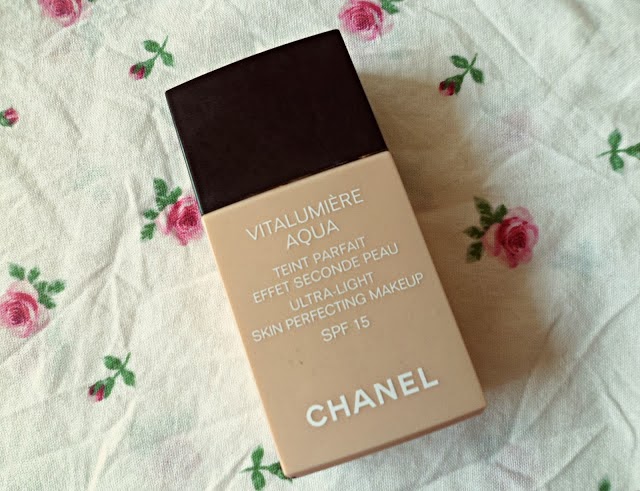 VITALUMIÈRE
AQUA
TEINT PARFAIT
EFFET SECONDE PEAU
ULTRA-LIGHT
SKIN PERFECTING MAKEUP
SPF 15
CHANEL